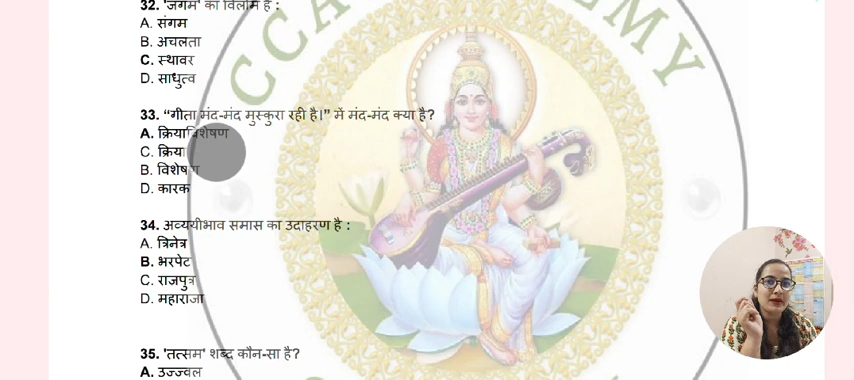 32. 'जंगम' का विलोम है :
A. संगम
B. अचलता
C. स्थावर
D. साधुत्व
33. “गीता मंद-मंद मुस्कुरा रही है।” में मंद-मंद क्या है?
A. क्रियाविशेषण
C. क्रिया
B. विशेषण
D. कारक
34. अव्ययीभाव समास का उदाहरण है :
A. त्रिनेत्र
B. भरपेट
C. राजपुत्र
D. महाराजा
35. 'तत्सम' शब्द कौन-सा है?
A. उज्ज्वल